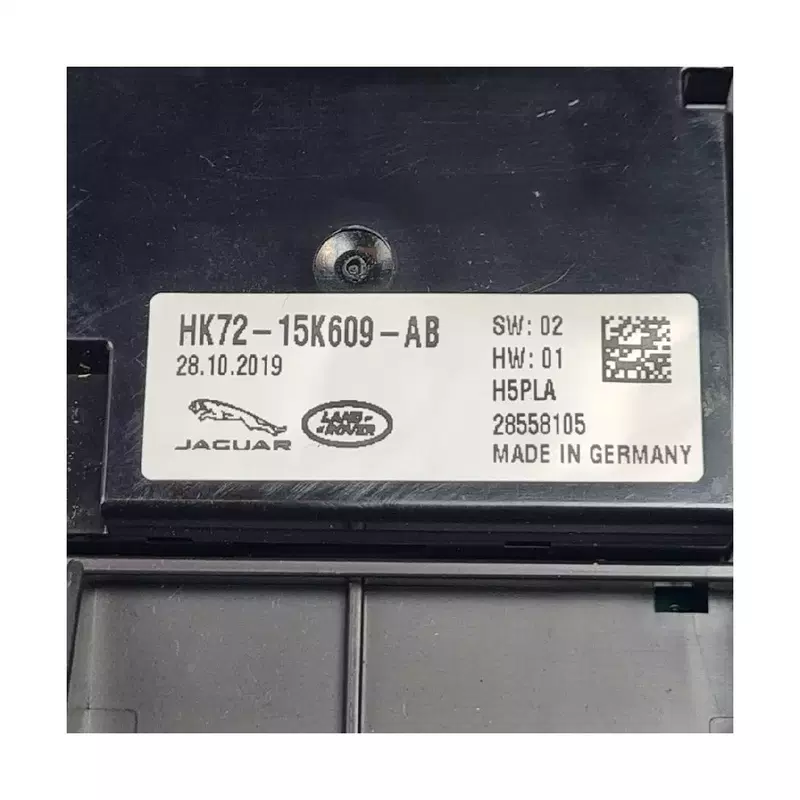 HK72-15K609-AB
28.10.2019
JAGUAR
LAND-
ROVER
SW: 02
HW: 01
H5PLA
28558105
MADE IN GERMANY